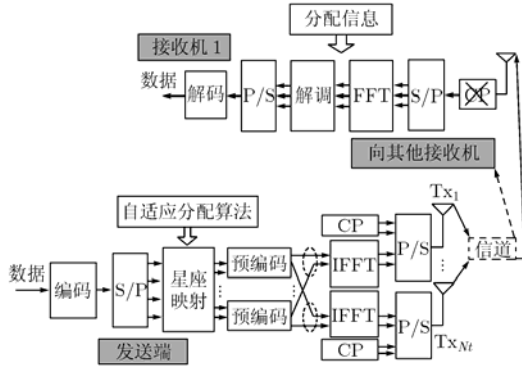 分配信息
接收机 1
数据
解码
P/S
解调
FFT
S/P
CP
向其他接收机
自适应分配算法
Tx1
CP
P/S
信道
数据
编码
S/P
星座
映射
预编码
IFFT
⋮
预编码
IFFT
P/S
CP
TxNt
发送端